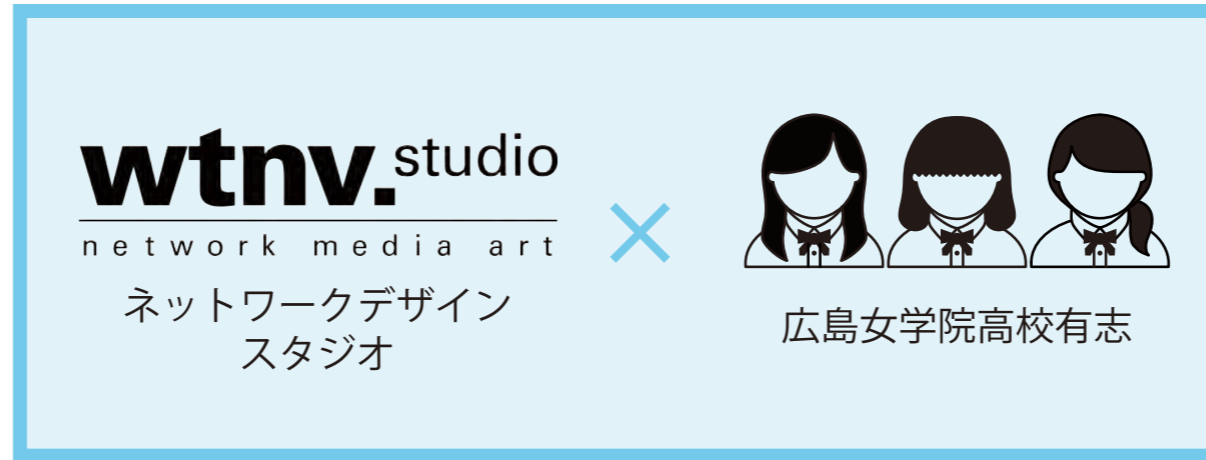 wtnv.studio
network media art
ネットワークデザイン
スタジオ
×
広島女学院高校有志